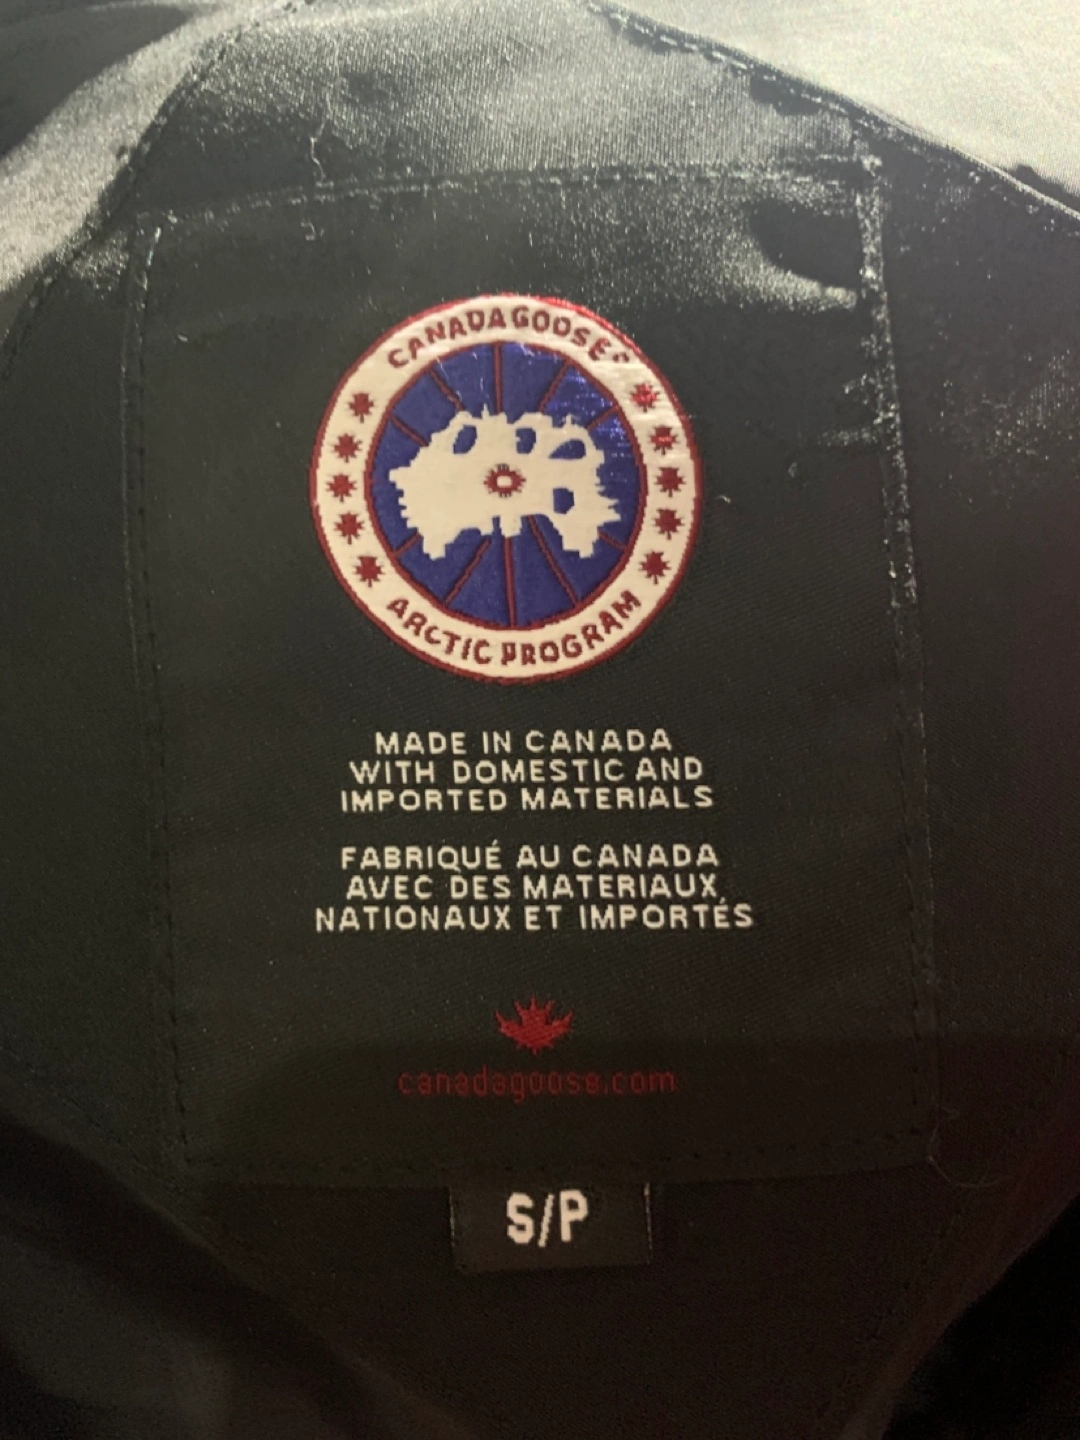 CANADA GOOSE®
ARCTIC PROGRAM
MADE IN CANADA
WITH DOMESTIC AND
IMPORTED MATERIALS
FABRIQUÉ AU CANADA
AVEC DES MATERIAUX
NATIONAUX ET IMPORTÉS
canadagoose.com
S/P